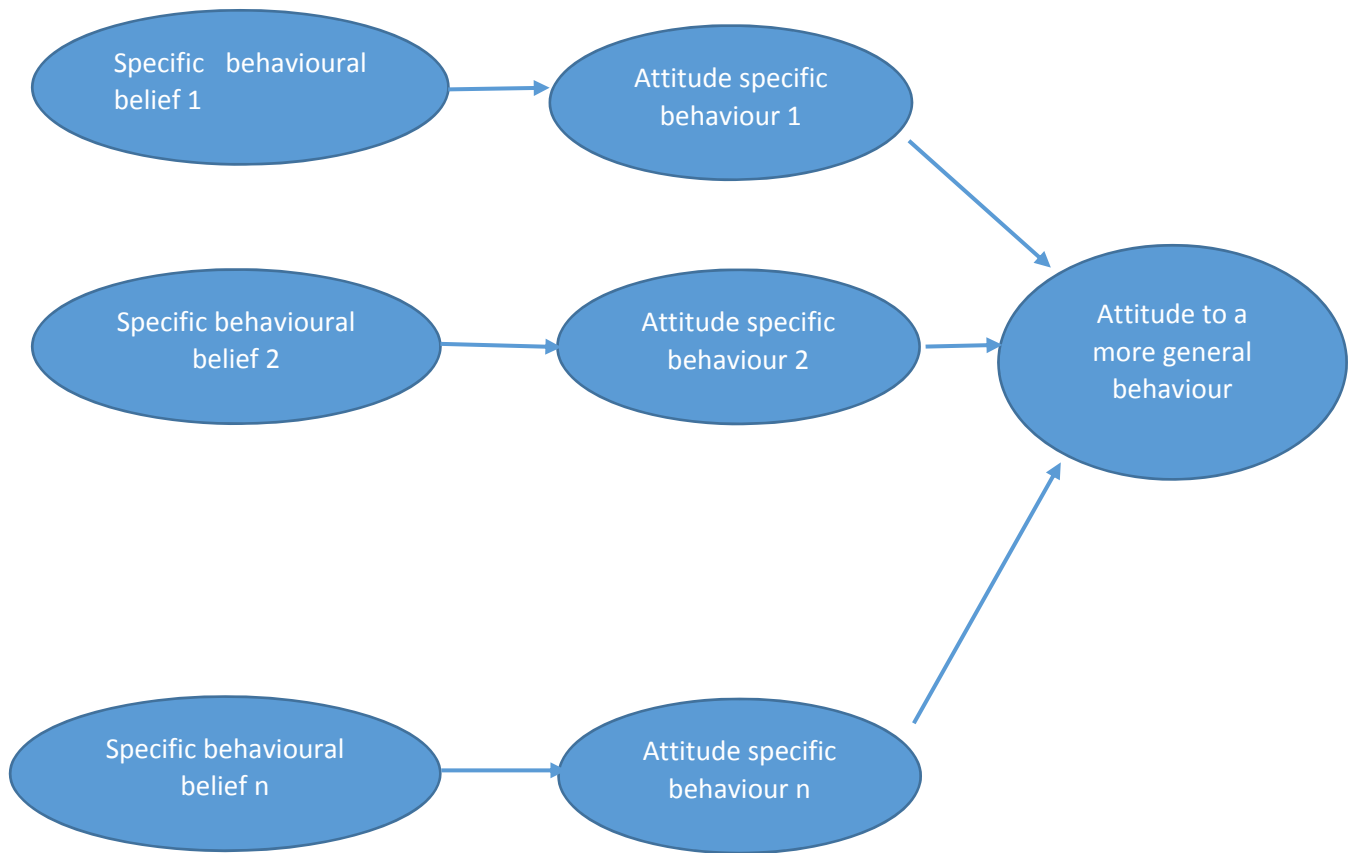 Specific behavioural
belief 1
Attitude specific
behaviour 1
Specific behavioural
belief 2
Attitude specific
behaviour 2
Attitude to a
more general
behaviour
Specific behavioural
belief n
Attitude specific
behaviour n